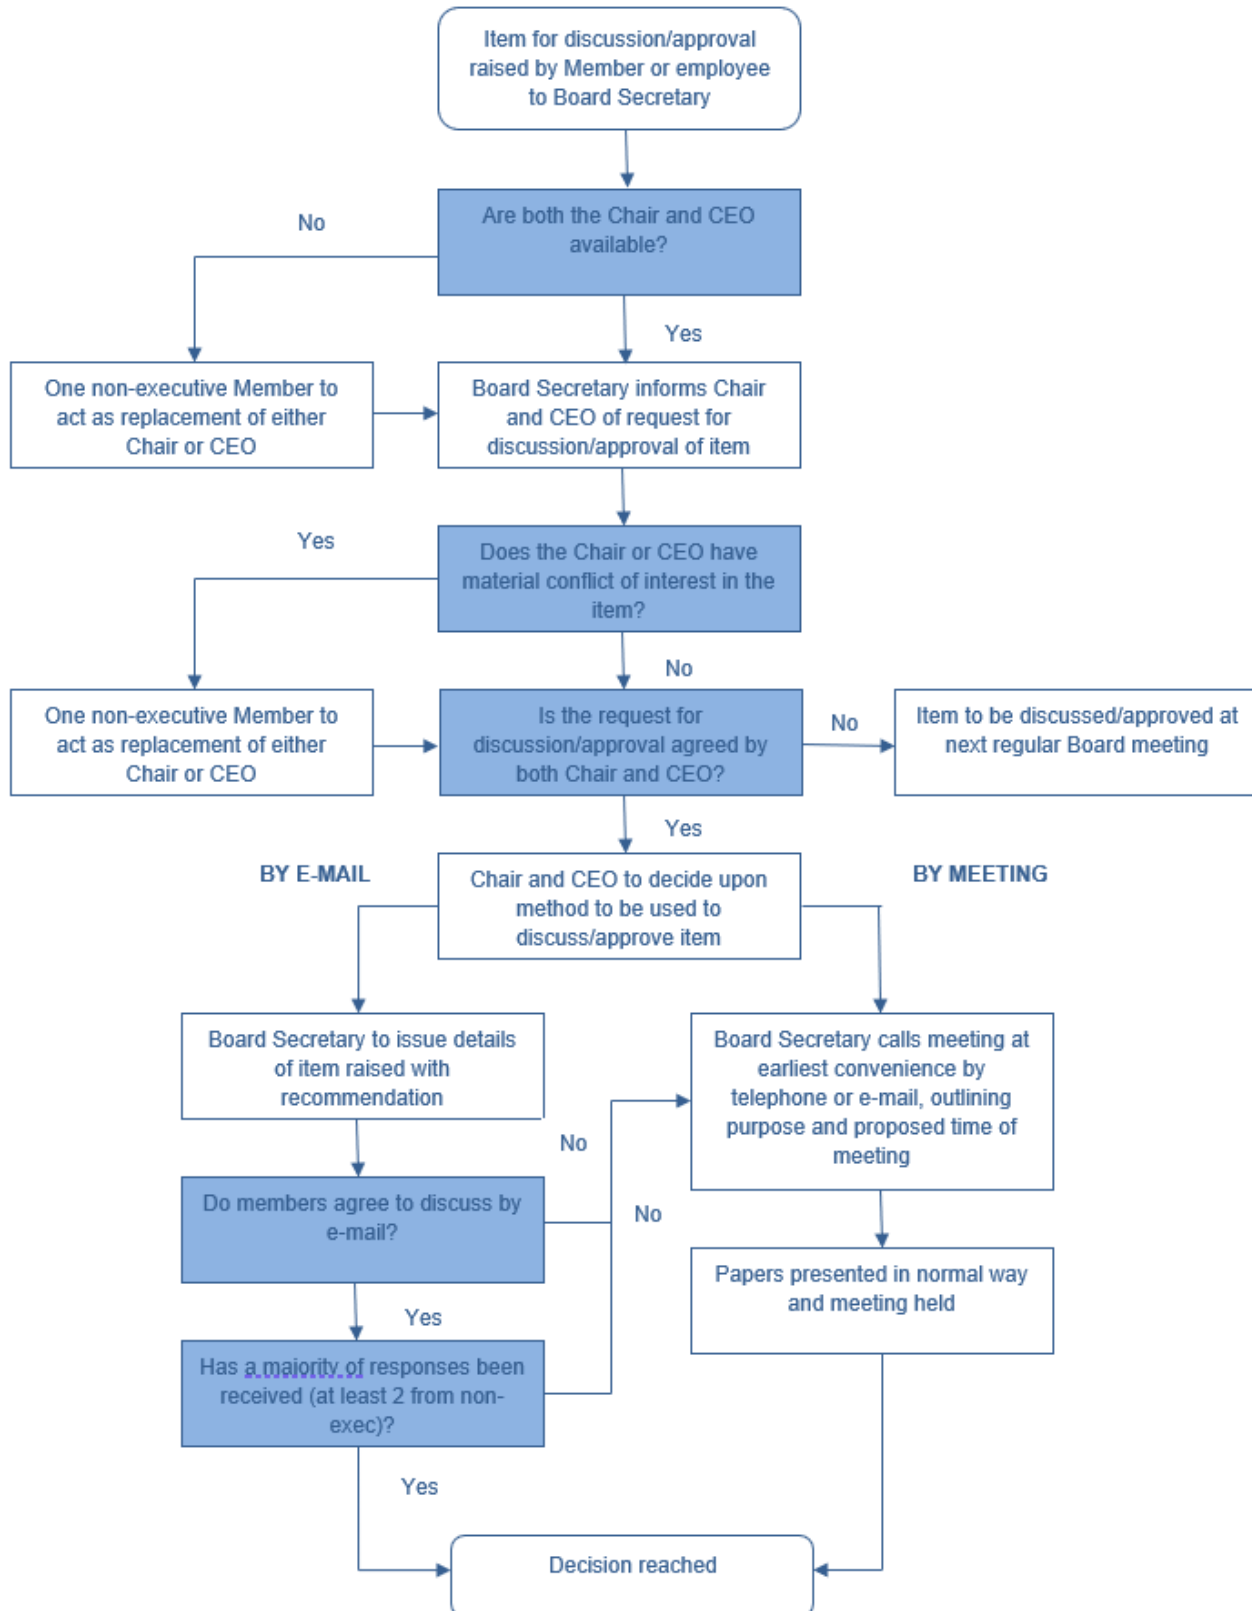 Item for discussion/approval
raised by Member or employee
to Board Secretary
Are both the Chair and CEO
available?
No
Yes
One non-executive Member to
act as replacement of either
Chair or CEO
Board Secretary informs Chair
and CEO of request for
discussion/approval of item
Yes
Does the Chair or CEO have
material conflict of interest in the
item?
No
One non-executive Member to
act as replacement of either
Chair or CEO
Is the request for
discussion/approval agreed by
both Chair and CEO?
No
Item to be discussed/approved at
next regular Board meeting
Yes
BY E-MAIL
Chair and CEO to decide upon
method to be used to
discuss/approve item
BY MEETING
Board Secretary to issue details
of item raised with
recommendation
Board Secretary calls meeting at
earliest convenience by
telephone or e-mail, outlining
purpose and proposed time of
meeting
No
Do members agree to discuss by
e-mail?
No
Papers presented in normal way
and meeting held
Yes
Has a majority of responses been
received (at least 2 from non-
exec)?
Yes
Decision reached